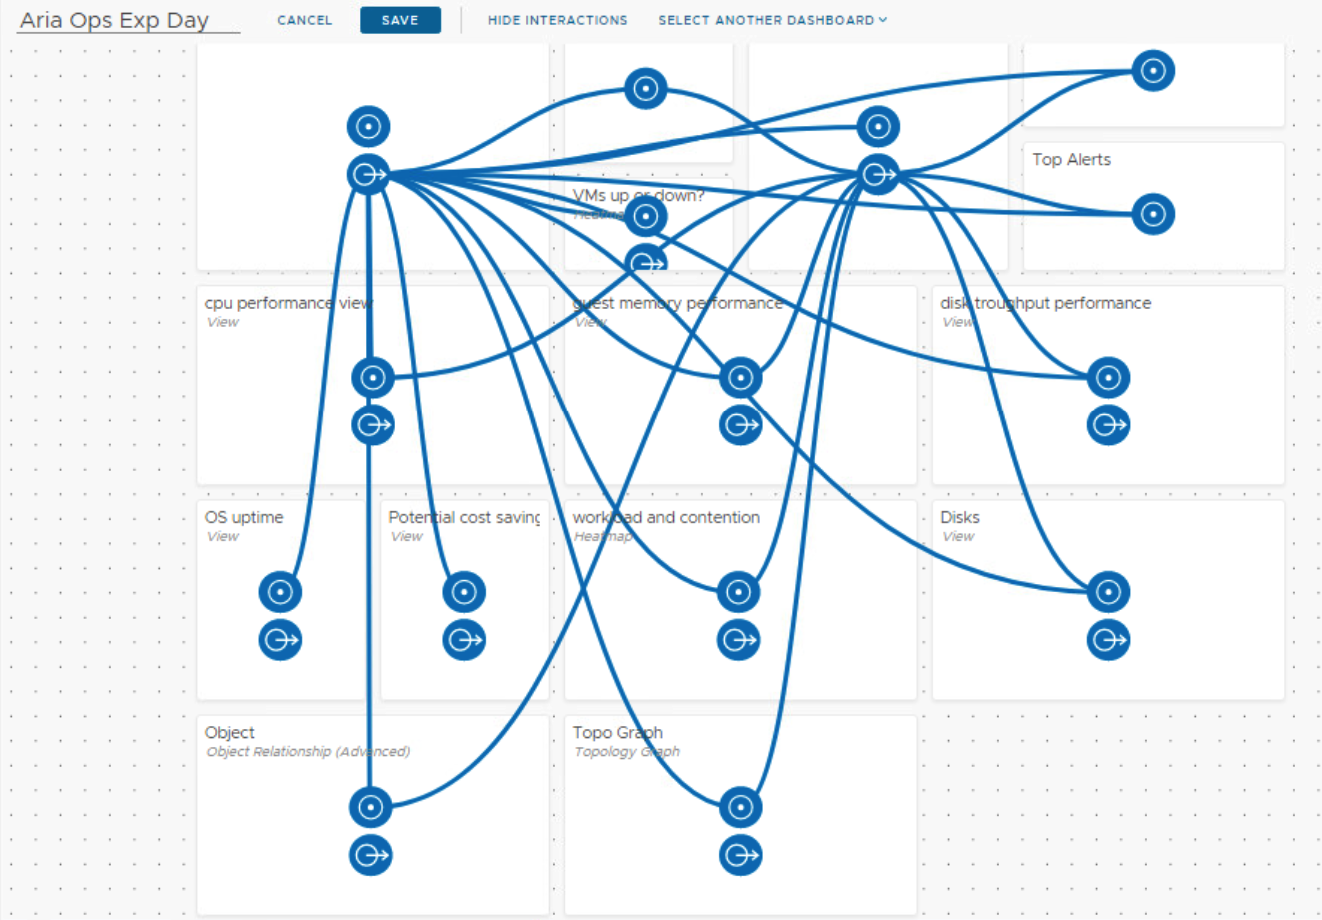 Aria Ops Exp Day
CANCEL
SAVE
HIDE INTERACTIONS
SELECT ANOTHER DASHBOARD
Top Alerts
VMs up or down?
Heatmap
cpu performance view
View
guest memory performance
View
disk troughput performance
View
OS uptime
View
Potential cost saving
View
workload and contention
Heatmap
Disks
View
Object
Object Relationship (Advanced)
Topo Graph
Topology Graph